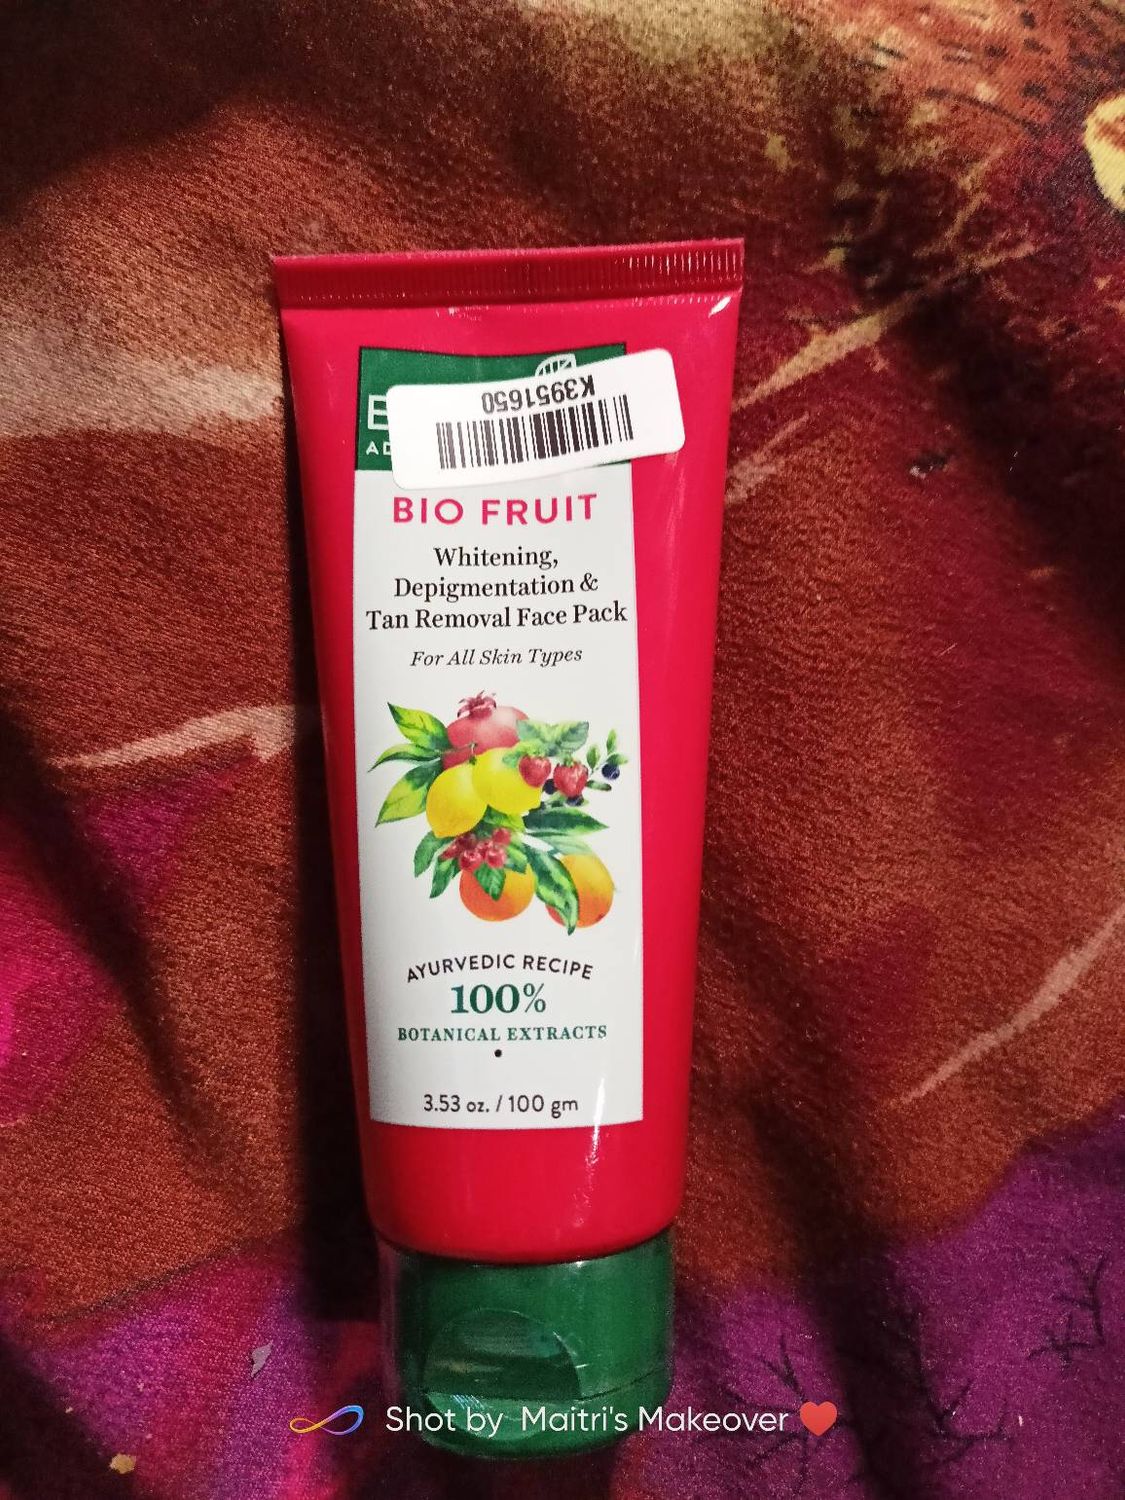 K3951650
BIO FRUIT
Whitening,
Depigmentation &
Tan Removal Face Pack
For All Skin Types
AYURVEDIC RECIPE
100%
BOTANICAL EXTRACTS
3.53 oz. / 100 gm
Shot by Maitri's Makeover ❤️